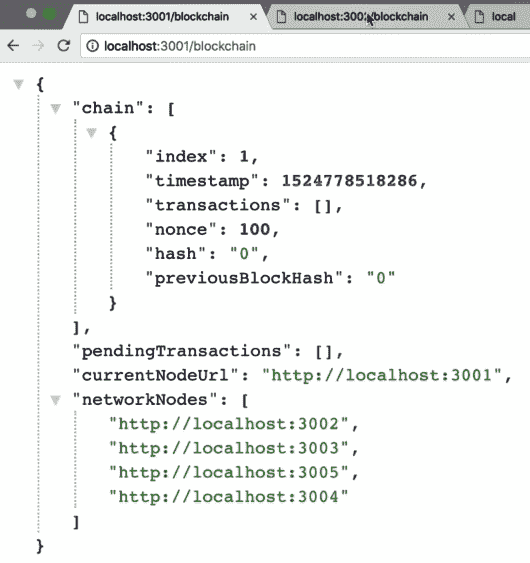 localhost:3001/blockchain
localhost:3002/blockchain
local
localhost:3001/blockchain
{
"chain": [
{
"index": 1,
"timestamp": 1524778518286,
"transactions": [],
"nonce": 100,
"hash": "0",
"previousBlockHash": "0"
}
],
"pendingTransactions": [],
"currentNodeUrl": "http://localhost:3001",
"networkNodes": [
"http://localhost:3002",
"http://localhost:3003",
"http://localhost:3005",
"http://localhost:3004"
]
}